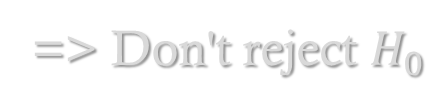 => Don't reject H₀